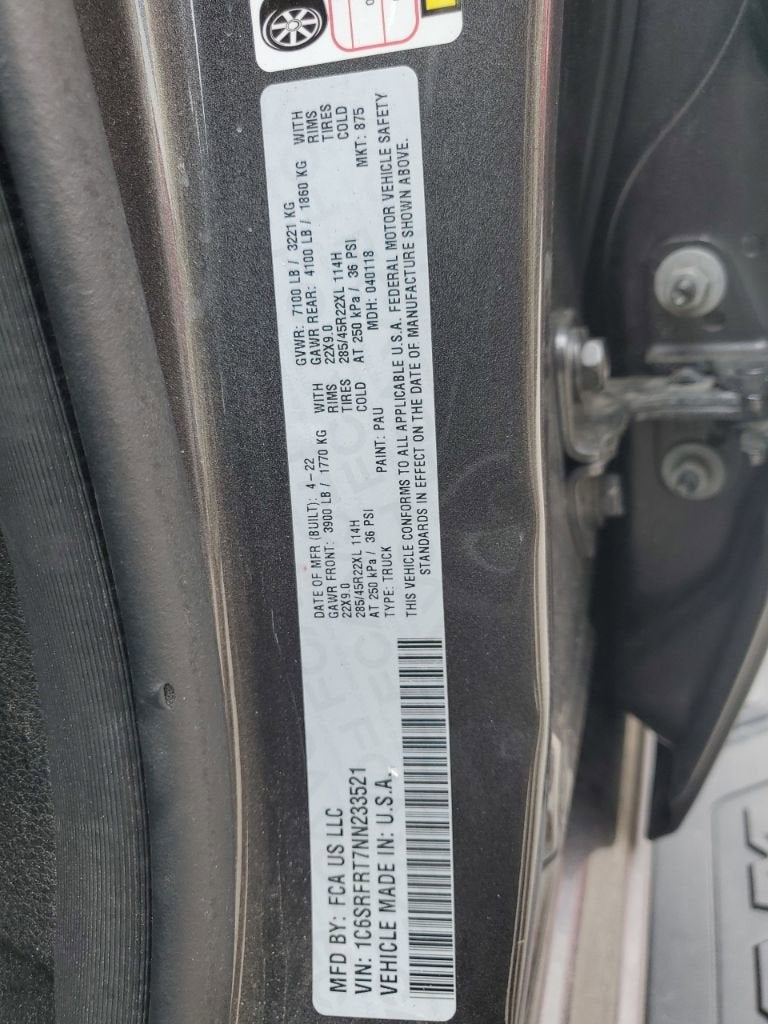 MFD BY: FCA US LLC
VIN: 1C6SRFRT7NN233521
VEHICLE MADE IN: U.S.A.
DATE OF MFR (BUILT): 4-22 GVWR: 7100 LB / 3221 KG
GAWR FRONT: 3900 LB / 1770 KG WITH GAWR REAR: 4100 LB / 1860 KG WITH
22X9.0 RIMS 22X9.0 RIMS
285/45R22XL 114H TIRES 285/45R22XL 114H TIRES
AT 250 kPa / 36 PSI COLD AT 250 kPa / 36 PSI COLD
TYPE: TRUCK PAINT: PAU MDH: 040118 MKT: 875
THIS VEHICLE CONFORMS TO ALL APPLICABLE U.S.A. FEDERAL MOTOR VEHICLE SAFETY
STANDARDS IN EFFECT ON THE DATE OF MANUFACTURE SHOWN ABOVE.